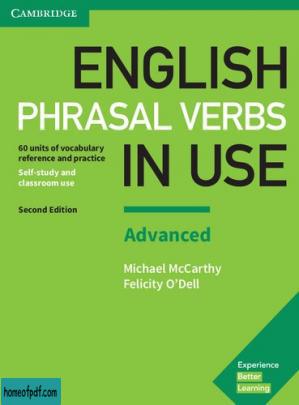 CAMBRIDGE
ENGLISH
PHRASAL VERBS
60 units of vocabulary
reference and practice
Self-study and
classroom use
IN USE
Second Edition
Advanced
Michael McCarthy
Felicity O'Dell
Experience
Better
Learning
homeofpdf.com